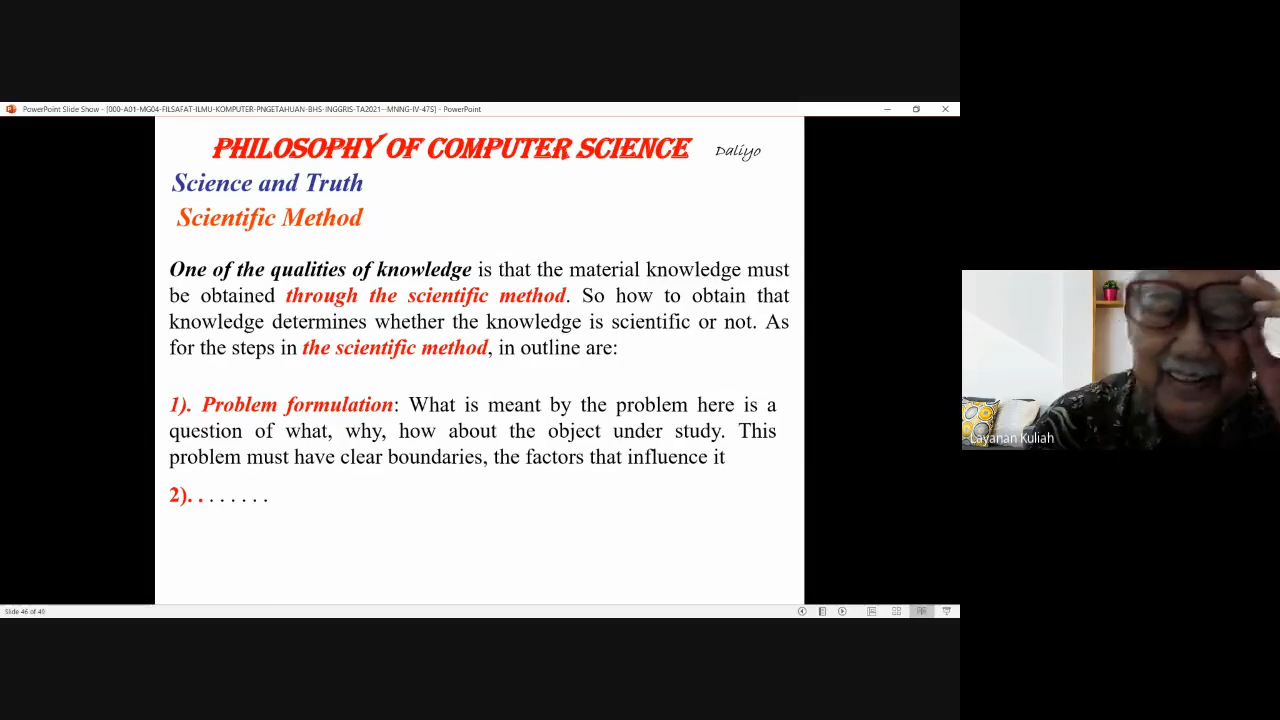 PowerPoint Slide Show - [000-A01-MG04-FILSAFAT-ILMU-KOMPUTER-PNGETAHUAN-BHS-INGGRIS-TA2021--MNNG-IV-47S] - PowerPoint
PHILOSOPHY OF COMPUTER SCIENCE Daliyo
Science and Truth
Scientific Method
One of the qualities of knowledge is that the material knowledge must
be obtained through the scientific method. So how to obtain that
knowledge determines whether the knowledge is scientific or not. As
for the steps in the scientific method, in outline are:
1). Problem formulation: What is meant by the problem here is a
question of what, why, how about the object under study. This
problem must have clear boundaries, the factors that influence it
2). . . . . . . .
Layanan Kuliah
Slide 46 of 49